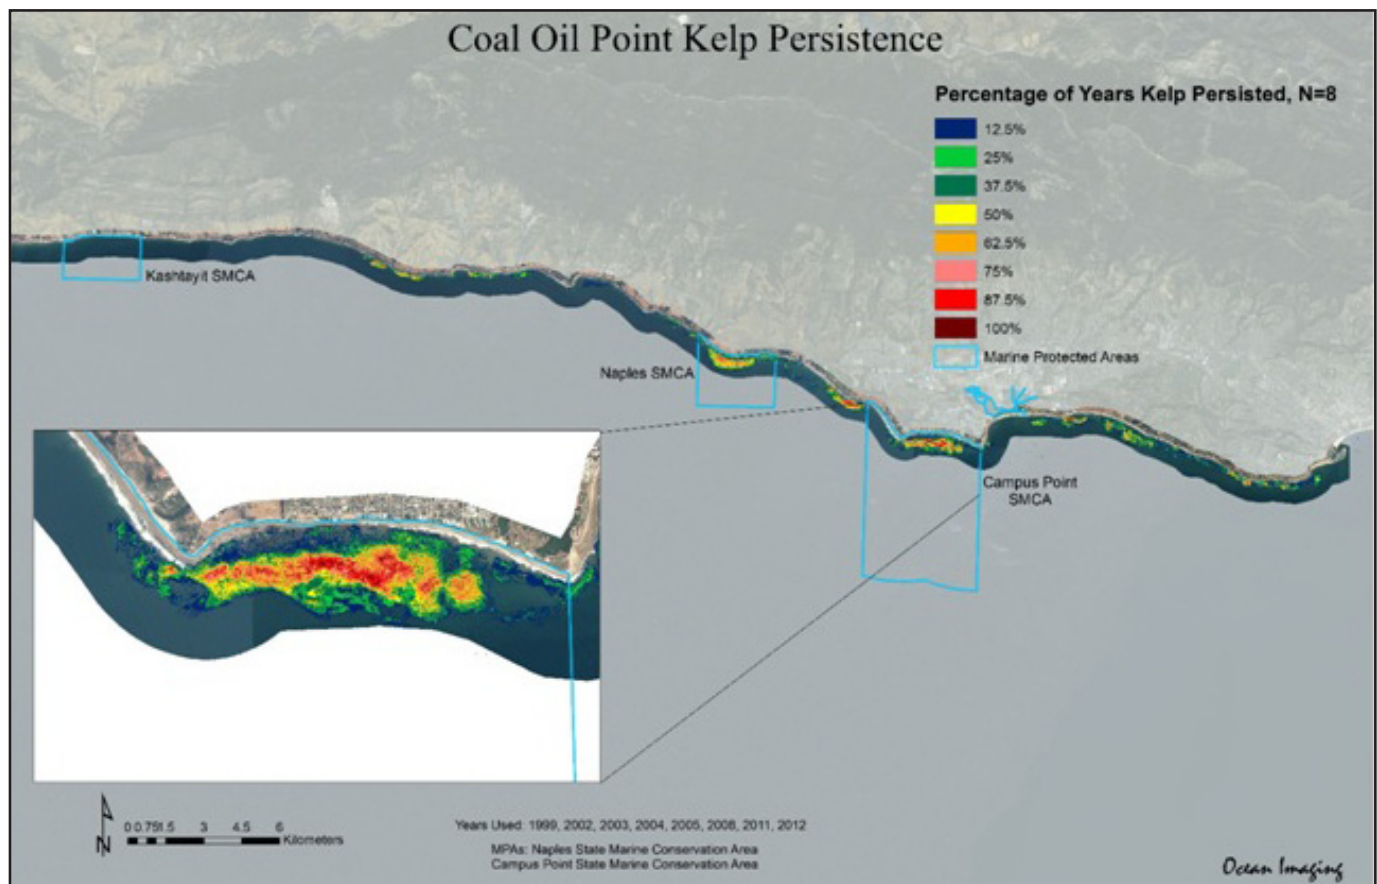 Coal Oil Point Kelp Persistence
Percentage of Years Kelp Persisted, N=8
12.5%
25%
37.5%
50%
62.5%
75%
87.5%
100%
Marine Protected Areas
Kashtayit SMCA
Naples SMCA
Campus Point
SMCA
N
0 0.751.5 3 4.5 6
Kilometers
Years Used: 1999, 2002, 2003, 2004, 2005, 2008, 2011, 2012
MPAs: Naples State Marine Conservation Area
Campus Point State Marine Conservation Area
Ocean Imaging